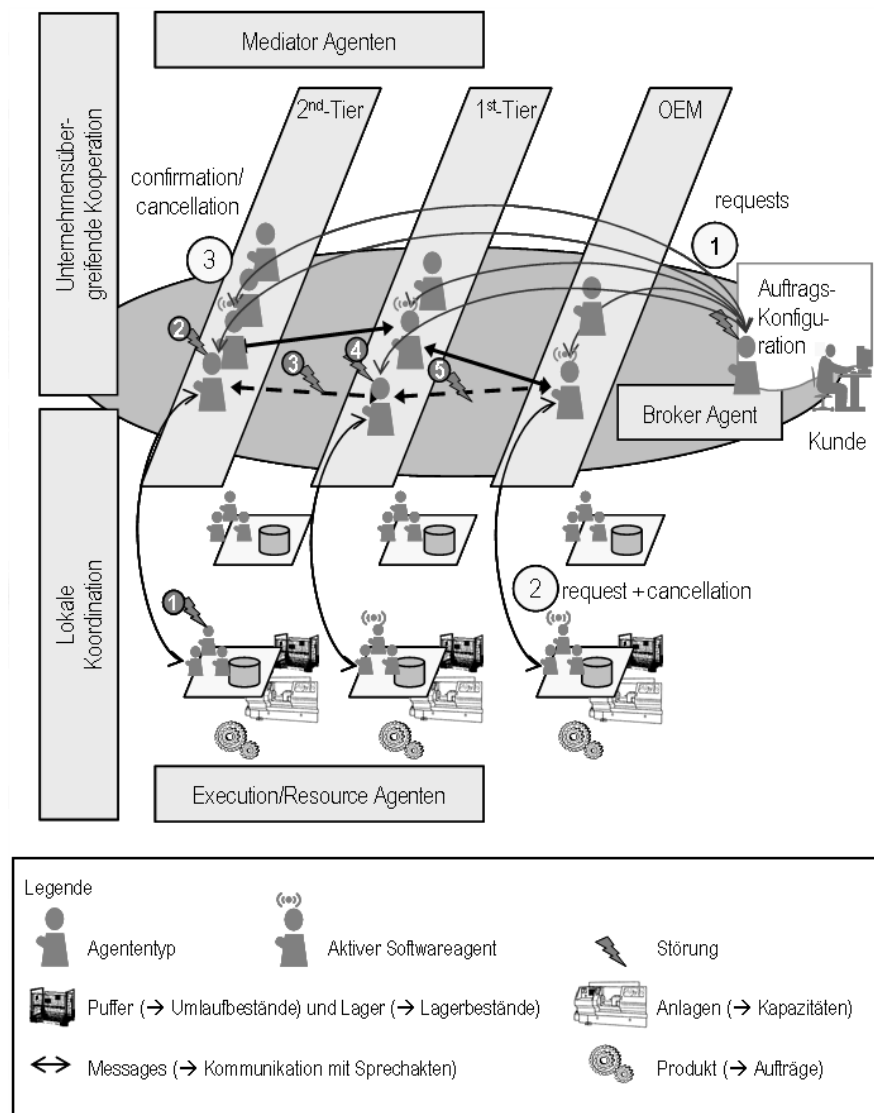 Mediator Agenten
Unternehmensüber-
greifende Kooperation
2nd-Tier
1st-Tier
OEM
confirmation/
cancellation
requests
1
3
Auftrags-
Konfigu-
ration
2
3
4
5
Broker Agent
Kunde
Lokale
Koordination
2 request + cancellation
1
Execution/Resource Agenten
Legende
Agententyp
Aktiver Softwareagent
Störung
Puffer (→ Umlaufbestände) und Lager (→ Lagerbestände)
Anlagen (→ Kapazitäten)
Messages (→ Kommunikation mit Sprechakten)
Produkt (→ Aufträge)